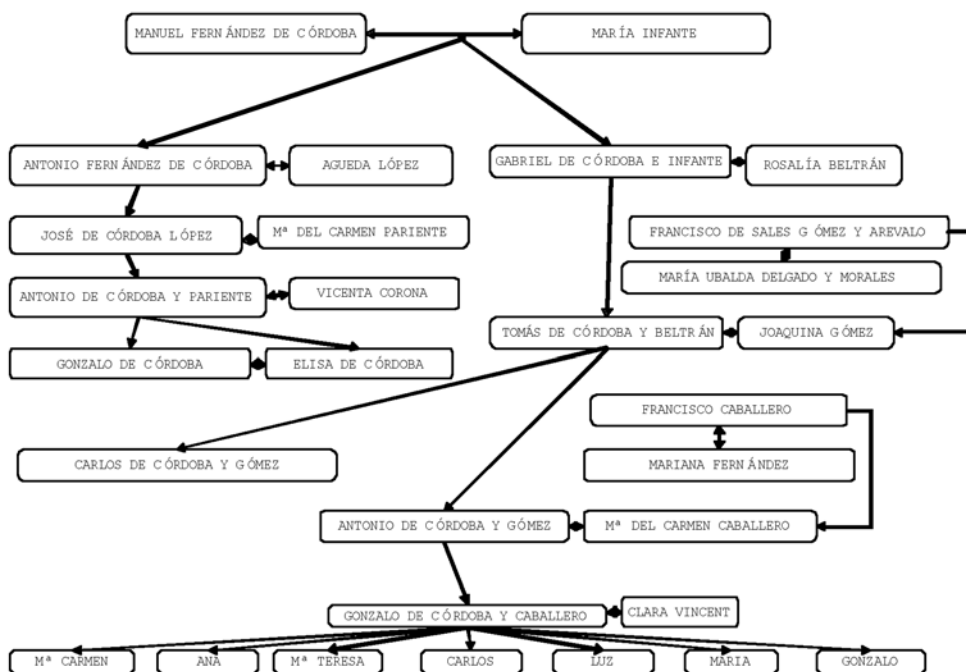 MANUEL FERNÁNDEZ DE CÓRDOBA
MARÍA INFANTE
ANTONIO FERNÁNDEZ DE CÓRDOBA
AGUEDA LÓPEZ
GABRIEL DE CÓRDOBA E INFANTE
ROSALÍA BELTRÁN
JOSÉ DE CÓRDOBA LÓPEZ
Mª DEL CARMEN PARIENTE
FRANCISCO DE SALES GÓMEZ Y AREVALO
MARÍA UBALDA DELGADO Y MORALES
ANTONIO DE CÓRDOBA Y PARIENTE
VICENTA CORONA
TOMÁS DE CÓRDOBA Y BELTRÁN
JOAQUINA GÓMEZ
GONZALO DE CÓRDOBA
ELISA DE CÓRDOBA
FRANCISCO CABALLERO
CARLOS DE CÓRDOBA Y GÓMEZ
MARIANA FERNÁNDEZ
ANTONIO DE CÓRDOBA Y GÓMEZ
Mª DEL CARMEN CABALLERO
GONZALO DE CÓRDOBA Y CABALLERO
CLARA VINCENT
Mª CARMEN
ANA
Mª TERESA
CARLOS
LUZ
MARIA
GONZALO